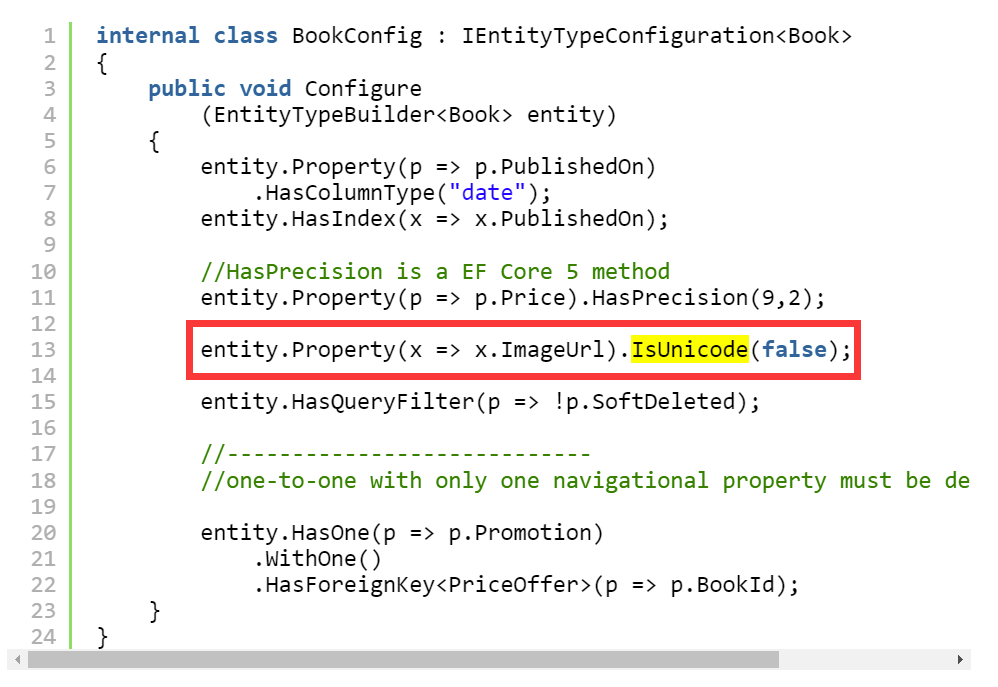 1 internal class BookConfig : IEntityTypeConfiguration<Book>
2 {
3     public void Configure
4         (EntityTypeBuilder<Book> entity)
5     {
6         entity.Property(p => p.PublishedOn)
7             .HasColumnType("date");
8         entity.HasIndex(x => x.PublishedOn);
9
10         //HasPrecision is a EF Core 5 method
11         entity.Property(p => p.Price).HasPrecision(9,2);
12
13         entity.Property(x => x.ImageUrl).IsUnicode(false);
14
15         entity.HasQueryFilter(p => !p.SoftDeleted);
16
17         //----------------------------
18         //one-to-one with only one navigational property must be de
19
20         entity.HasOne(p => p.Promotion)
21             .WithOne()
22             .HasForeignKey<PriceOffer>(p => p.BookId);
23     }
24 }